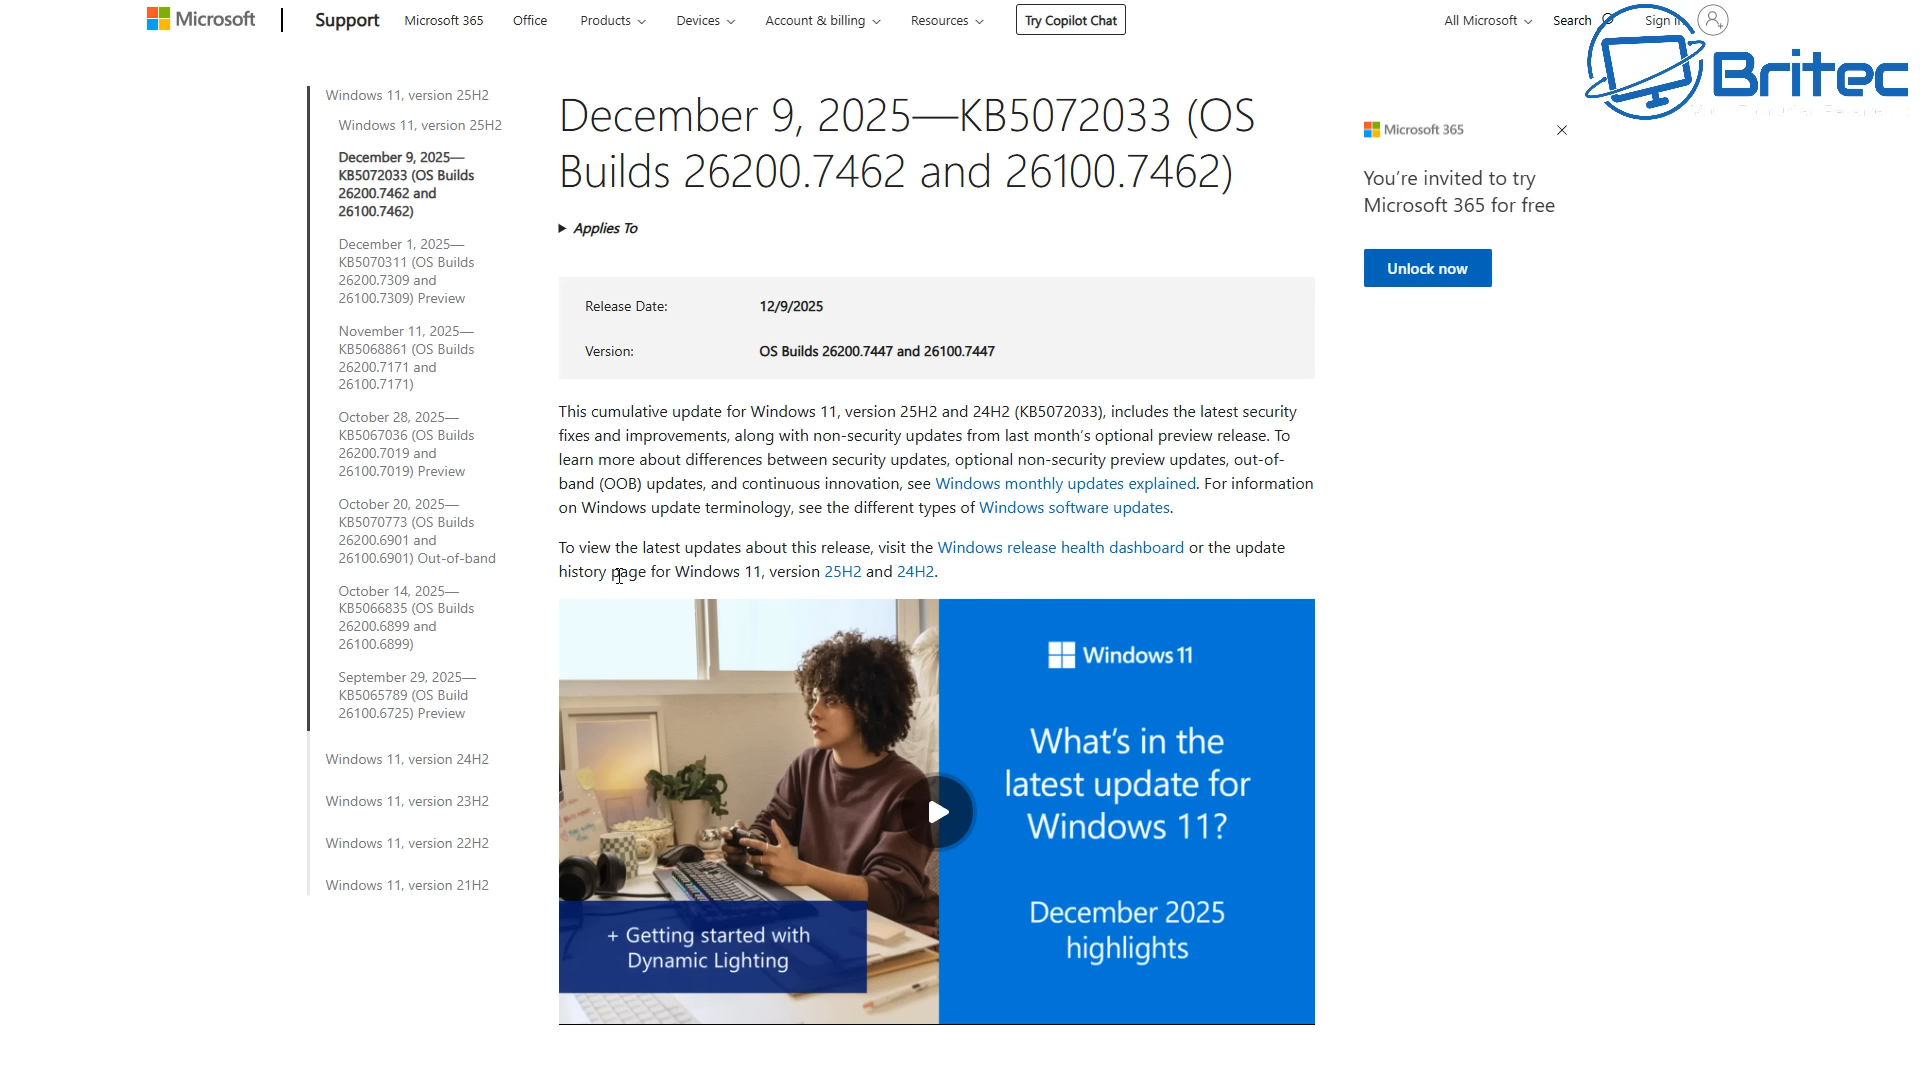 Microsoft
Support
Microsoft 365
Office
Products
Devices
Account & billing
Resources
Try Copilot Chat
All Microsoft
Search
Sign in
Britec
Windows 11, version 25H2
Windows 11, version 25H2
December 9, 2025—
KB5072033 (OS Builds
26200.7462 and
26100.7462)
December 1, 2025—
KB5070311 (OS Builds
26200.7309 and
26100.7309) Preview
November 11, 2025—
KB5068861 (OS Builds
26200.7171 and
26100.7171)
October 28, 2025—
KB5067036 (OS Builds
26200.7019 and
26100.7019) Preview
October 20, 2025—
KB5070773 (OS Builds
26200.6901 and
26100.6901) Out-of-band
October 14, 2025—
KB5066835 (OS Builds
26200.6899 and
26100.6899)
September 29, 2025—
KB5065789 (OS Build
26100.6725) Preview
Windows 11, version 24H2
Windows 11, version 23H2
Windows 11, version 22H2
Windows 11, version 21H2
December 9, 2025—KB5072033 (OS
Builds 26200.7462 and 26100.7462)
Applies To
Release Date:
12/9/2025
Version:
OS Builds 26200.7447 and 26100.7447
This cumulative update for Windows 11, version 25H2 and 24H2 (KB5072033), includes the latest security
fixes and improvements, along with non-security updates from last month's optional preview release. To
learn more about differences between security updates, optional non-security preview updates, out-of-
band (OOB) updates, and continuous innovation, see Windows monthly updates explained. For information
on Windows update terminology, see the different types of Windows software updates.
To view the latest updates about this release, visit the Windows release health dashboard or the update
history page for Windows 11, version 25H2 and 24H2.
Windows 11
What's in the
latest update for
Windows 11?
December 2025
highlights
+ Getting started with
Dynamic Lighting
Microsoft 365
You're invited to try
Microsoft 365 for free
Unlock now